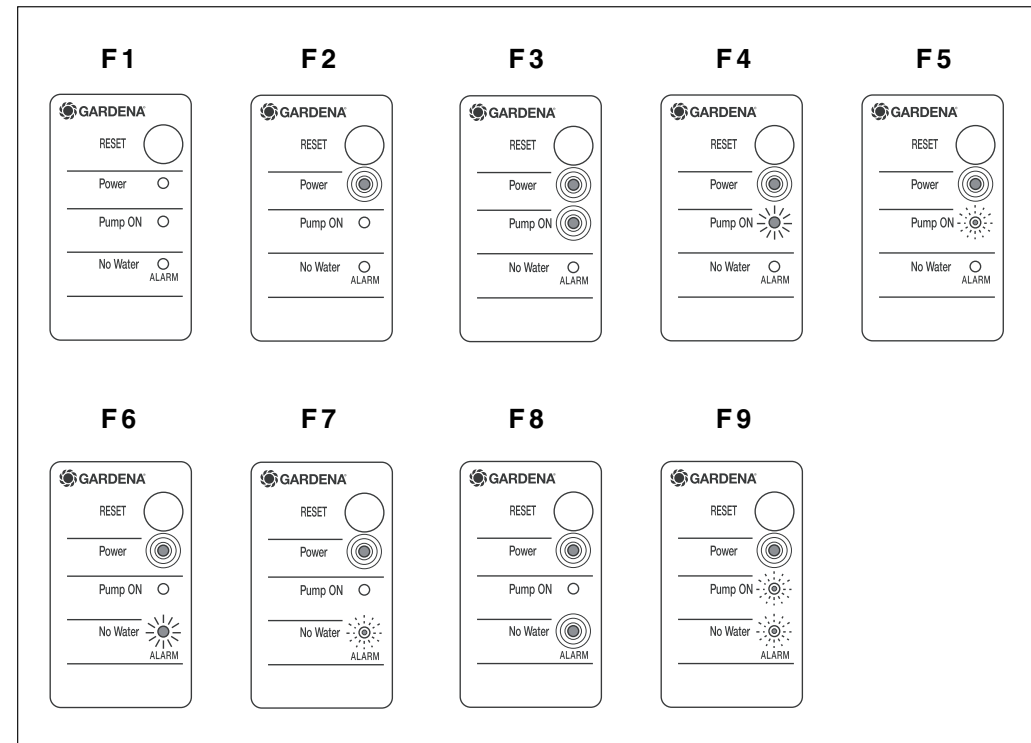 F1 F2 F3 F4 F5
GARDENA GARDENA GARDENA GARDENA GARDENA
RESET RESET RESET RESET RESET
Power Power Power Power Power
Pump ON Pump ON Pump ON Pump ON Pump ON
No Water No Water No Water No Water No Water
ALARM ALARM ALARM ALARM ALARM
F6 F7 F8 F9
GARDENA GARDENA GARDENA GARDENA
RESET RESET RESET RESET
Power Power Power Power
Pump ON Pump ON Pump ON Pump ON
No Water No Water No Water No Water
ALARM ALARM ALARM ALARM